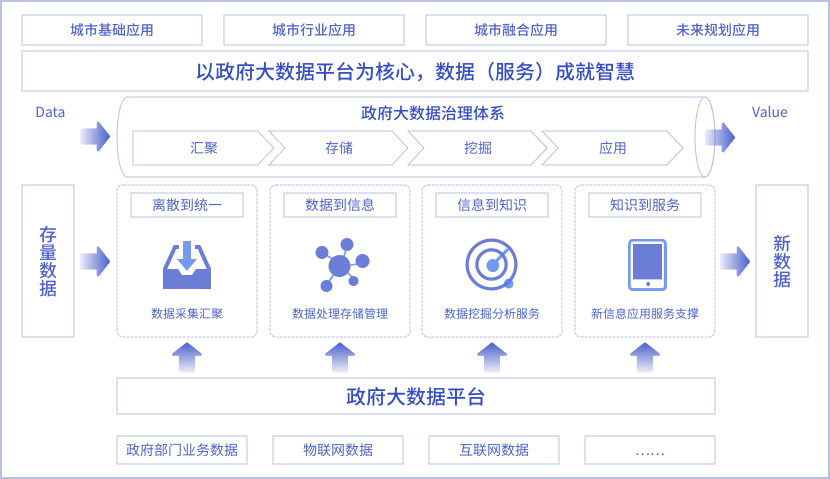 城市基础应用
城市行业应用
城市融合应用
未来规划应用
以政府大数据平台为核心，数据（服务）成就智慧
Data
政府大数据治理体系
Value
汇聚
存储
挖掘
应用
存量数据
离散到统一
数据到信息
信息到知识
知识到服务
新数据
数据采集汇聚
数据处理存储管理
数据挖掘分析服务
新信息应用服务支撑
政府大数据平台
政府部门业务数据
物联网数据
互联网数据
……